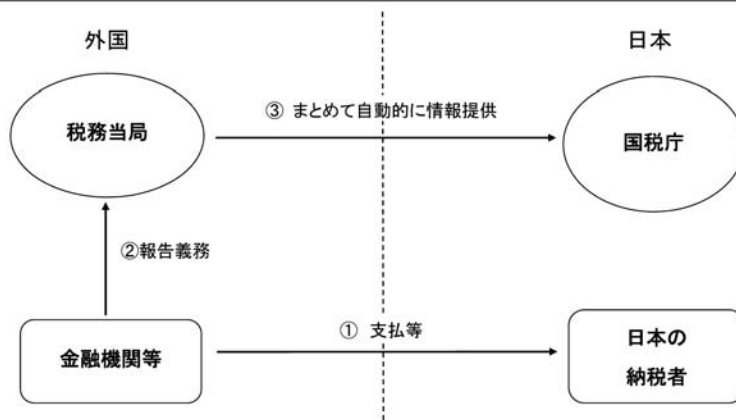 外国
日本
③ まとめて自動的に情報提供
税務当局
国税庁
②報告義務
① 支払等
金融機関等
日本の
納税者